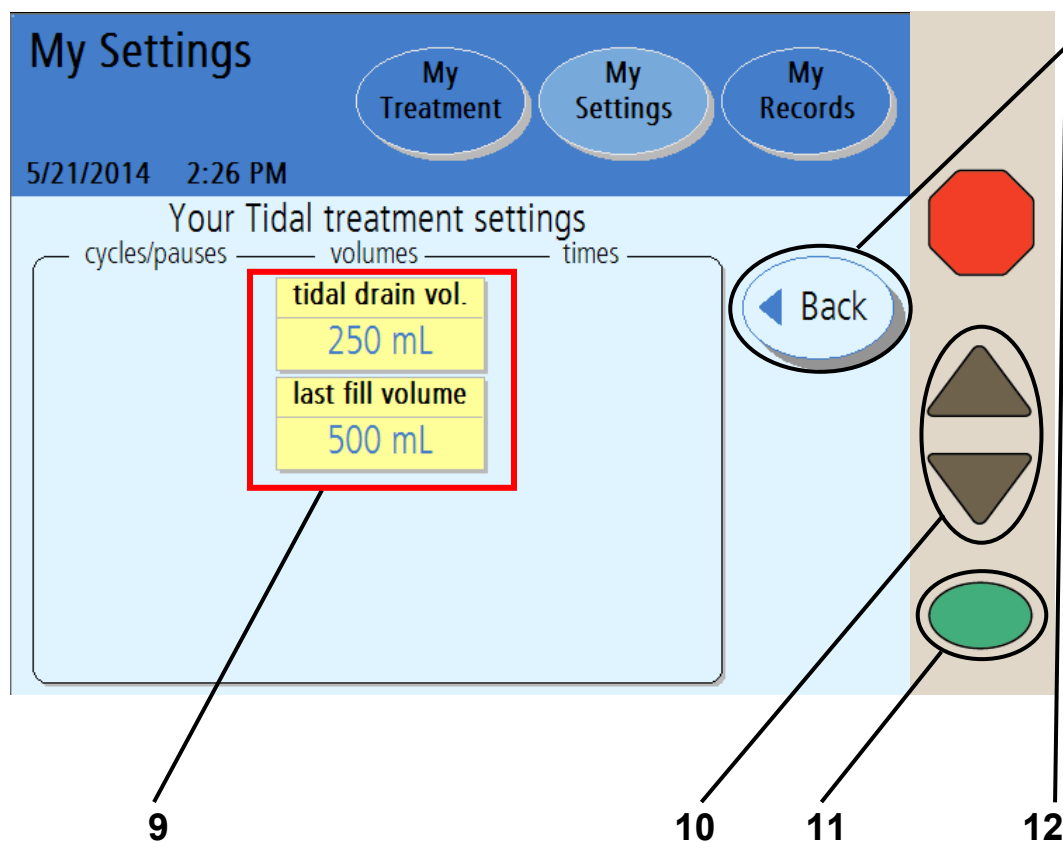 My Settings
My
Treatment
My
Settings
My
Records
5/21/2014 2:26 PM
Your Tidal treatment settings
cycles/pauses volumes times
tidal drain vol.
250 mL
Back
last fill volume
500 mL
9 10 11 12